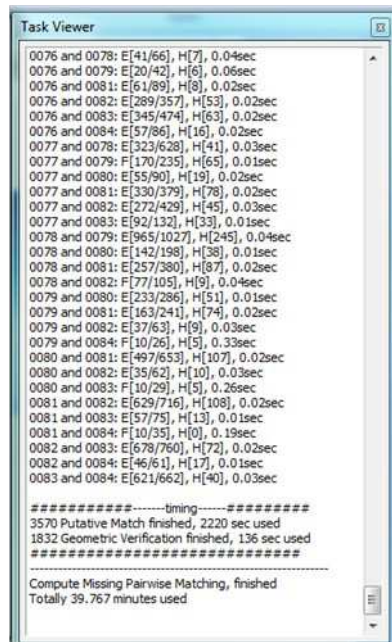 Task Viewer
0076 and 0078: E[41/66], H[7], 0.04sec
0076 and 0079: E[20/42], H[6], 0.06sec
0076 and 0081: E[61/89], H[8], 0.02sec
0076 and 0082: E[289/357], H[53], 0.02sec
0076 and 0083: E[345/474], H[63], 0.02sec
0076 and 0084: E[57/86], H[16], 0.02sec
0077 and 0078: E[323/628], H[41], 0.03sec
0077 and 0079: F[170/235], H[65], 0.01sec
0077 and 0080: E[55/90], H[19], 0.02sec
0077 and 0081: E[330/379], H[78], 0.02sec
0077 and 0082: E[272/429], H[45], 0.03sec
0077 and 0083: E[92/132], H[33], 0.01sec
0078 and 0079: E[965/1027], H[245], 0.04sec
0078 and 0080: E[142/198], H[38], 0.01sec
0078 and 0081: E[257/380], H[87], 0.02sec
0078 and 0082: F[77/105], H[9], 0.04sec
0079 and 0080: E[233/286], H[51], 0.01sec
0079 and 0081: E[163/241], H[74], 0.02sec
0079 and 0082: E[37/63], H[9], 0.03sec
0079 and 0084: F[10/26], H[5], 0.33sec
0080 and 0081: E[497/653], H[107], 0.02sec
0080 and 0082: E[35/62], H[10], 0.03sec
0080 and 0083: F[10/29], H[5], 0.26sec
0081 and 0082: E[629/716], H[108], 0.02sec
0081 and 0083: E[57/75], H[13], 0.01sec
0081 and 0084: F[10/35], H[0], 0.19sec
0082 and 0083: E[678/760], H[72], 0.02sec
0082 and 0084: E[46/61], H[17], 0.01sec
0083 and 0084: E[621/662], H[40], 0.03sec
###########-------timing------#########
3570 Putative Match finished, 2220 sec used
1832 Geometric Verification finished, 136 sec used
#############################
----------------------------------------------------------
Compute Missing Pairwise Matching, finished
Totally 39.767 minutes used